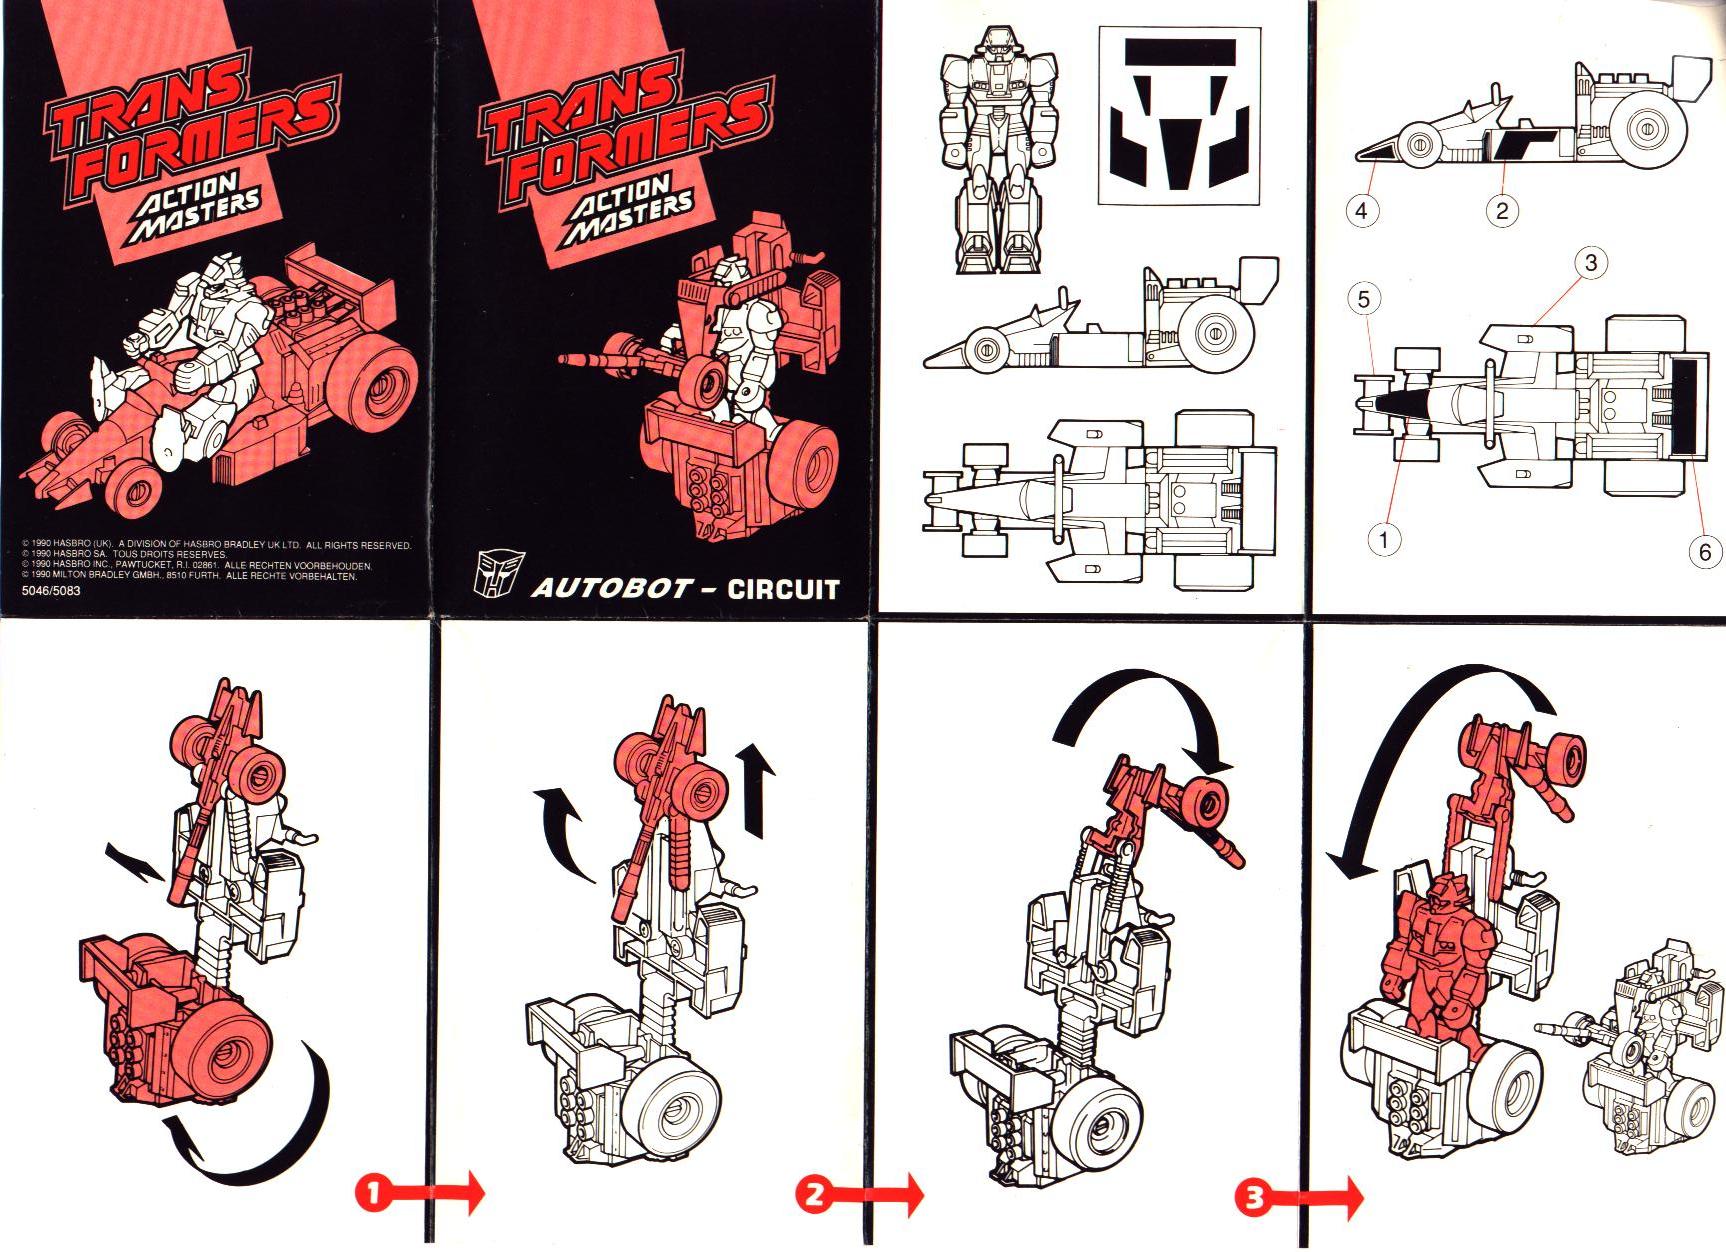 TRANS
FORMERS
ACTION
MASTERS
© 1990 HASBRO (UK). A DIVISION OF HASBRO BRADLEY UK LTD. ALL RIGHTS RESERVED.
© 1990 HASBRO SA. TOUS DROITS RESERVES.
© 1990 HASBRO INC., PAWTUCKET, R.I. 02861. ALLE RECHTEN VOORBEHOUDEN.
© 1990 MILTON BRADLEY GMBH., 8510 FURTH. ALLE RECHTE VORBEHALTEN.
5046/5083
TRANS
FORMERS
ACTION
MASTERS
AUTOBOT – CIRCUIT
4
2
3
5
1
6
1
2
3